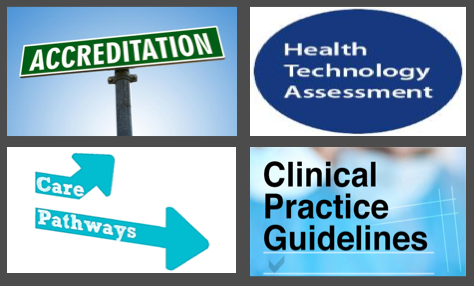 ACCREDITATION
Health
Technology
Assessment
Care
Pathways
Clinical
Practice
Guidelines